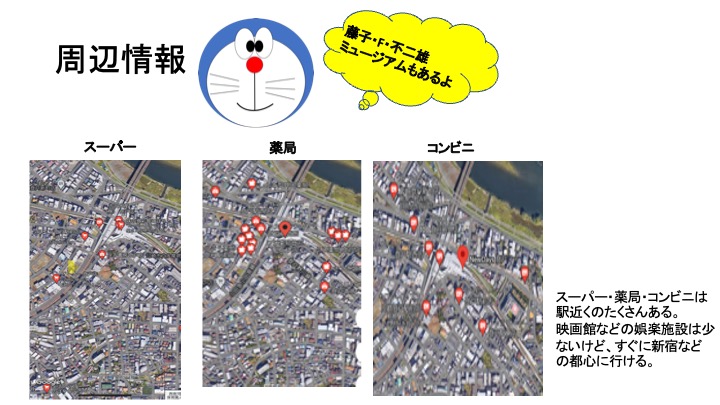 周辺情報
藤子・F・不二雄
ミュージアムもあるよ
スーパー
薬局
コンビニ
スーパー・薬局・コンビニは
駅近くのたくさんある。
映画館などの娯楽施設は少
ないけど、すぐに新宿など
の都心に行ける。